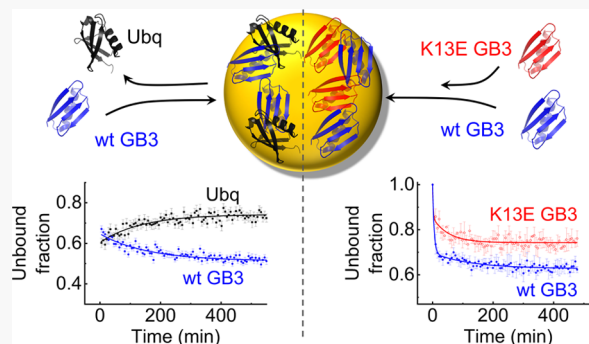 Ubq
wt GB3
K13E GB3
wt GB3
Unbound
fraction
0.8
0.6
0.4
Ubq
wt GB3
0
200
400
Time (min)
Unbound
fraction
1.0
0.8
0.6
K13E GB3
wt GB3
0
200
400
Time (min)